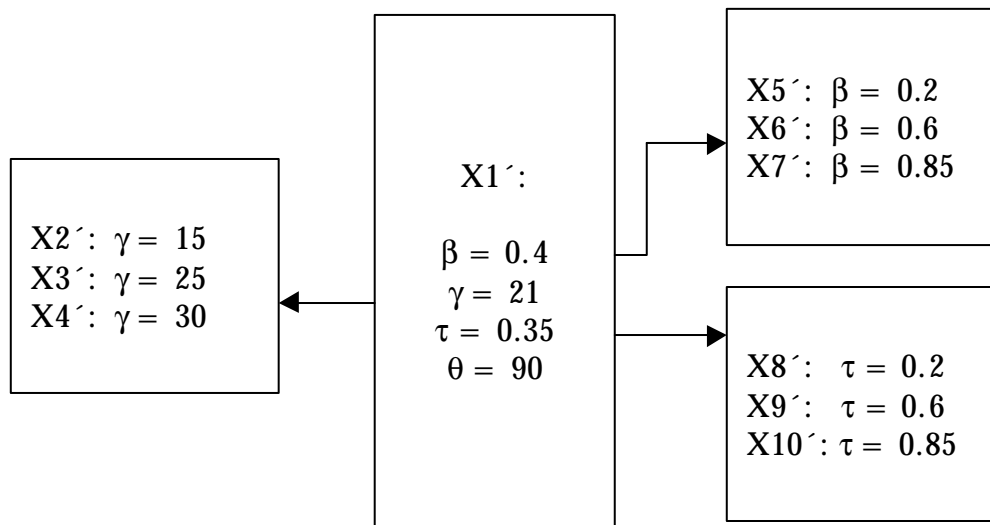 X2´: γ = 15
X3´: γ = 25
X4´: γ = 30
X1´:
β = 0.4
γ = 21
τ = 0.35
θ = 90
X5´: β = 0.2
X6´: β = 0.6
X7´: β = 0.85
X8´: τ = 0.2
X9´: τ = 0.6
X10´: τ = 0.85